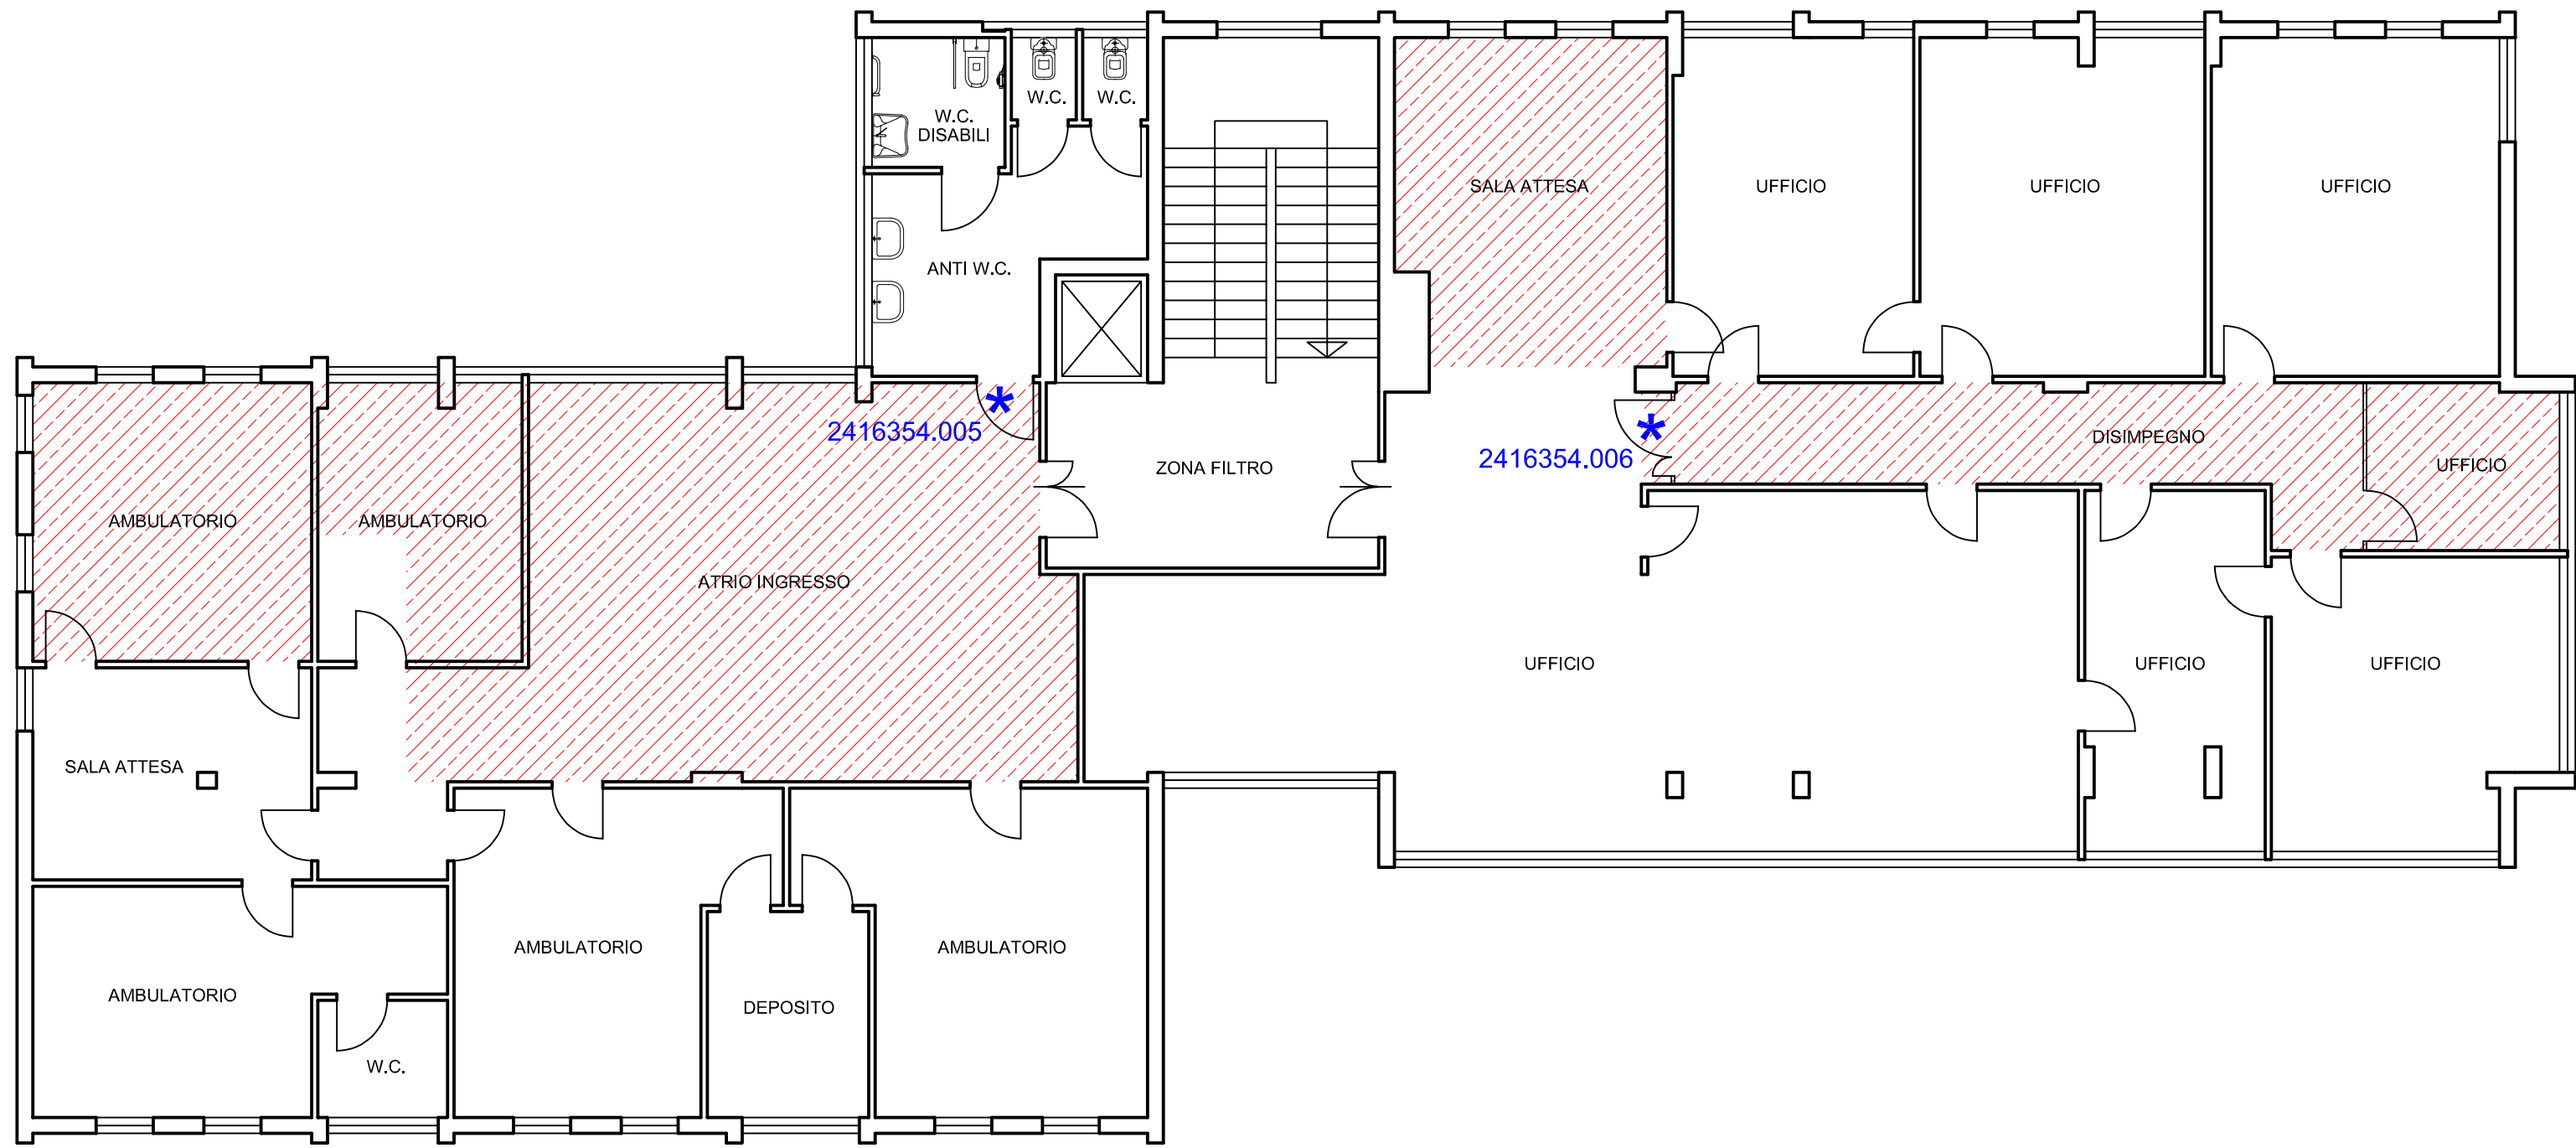 W.C.
W.C.
W.C.
DISABILI
SALA ATTESA
UFFICIO
UFFICIO
UFFICIO
ANTI W.C.
*
2416354.005
*
2416354.006
ZONA FILTRO
DISIMPEGNO
UFFICIO
AMBULATORIO
AMBULATORIO
ATRIO INGRESSO
UFFICIO
UFFICIO
UFFICIO
SALA ATTESA
AMBULATORIO
AMBULATORIO
AMBULATORIO
DEPOSITO
W.C.